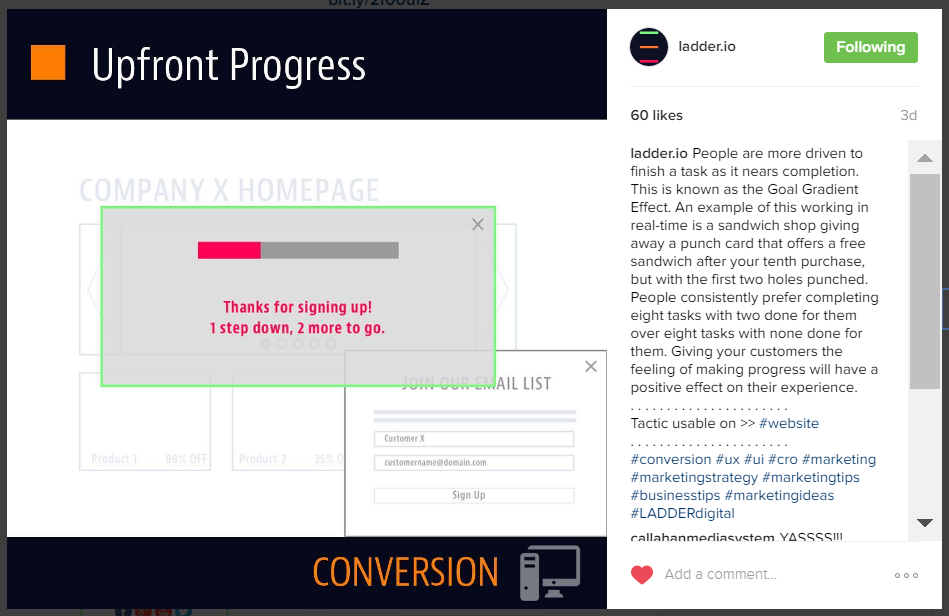 bit.ly/2I00diZ
Upfront Progress
COMPANY X HOMEPAGE
Thanks for signing up!
1 step down, 2 more to go.
JOIN OUR EMAIL LIST
Customer X
customername@domain.com
Sign Up
Product 1 80% OFF
Product 2 25% O
CONVERSION
ladder.io
Following
60 likes
3d
ladder.io People are more driven to
finish a task as it nears completion.
This is known as the Goal Gradient
Effect. An example of this working in
real-time is a sandwich shop giving
away a punch card that offers a free
sandwich after your tenth purchase,
but with the first two holes punched.
People consistently prefer completing
eight tasks with two done for them
over eight tasks with none done for
them. Giving your customers the
feeling of making progress will have a
positive effect on their experience.
. . . . . . . . . . . . . . . . . . . . . .
Tactic usable on >> #website
. . . . . . . . . . . . . . . . . . . . . .
#conversion #ux #ui #cro #marketing
#marketingstrategy #marketingtips
#businesstips #marketingideas
#LADDERdigital
callahanmediasystem YASSSS!!!
Add a comment...